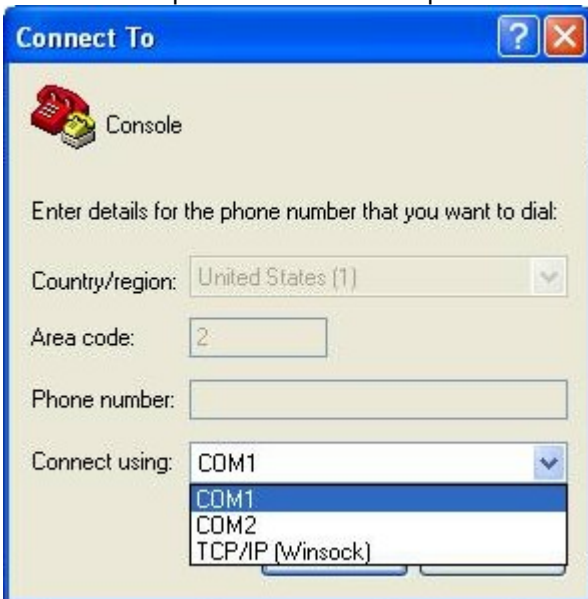 Connect To
Console
Enter details for the phone number that you want to dial:
Country/region: United States (1)
Area code: 2
Phone number:
Connect using: COM1
COM1
COM2
TCP/IP (Winsock)